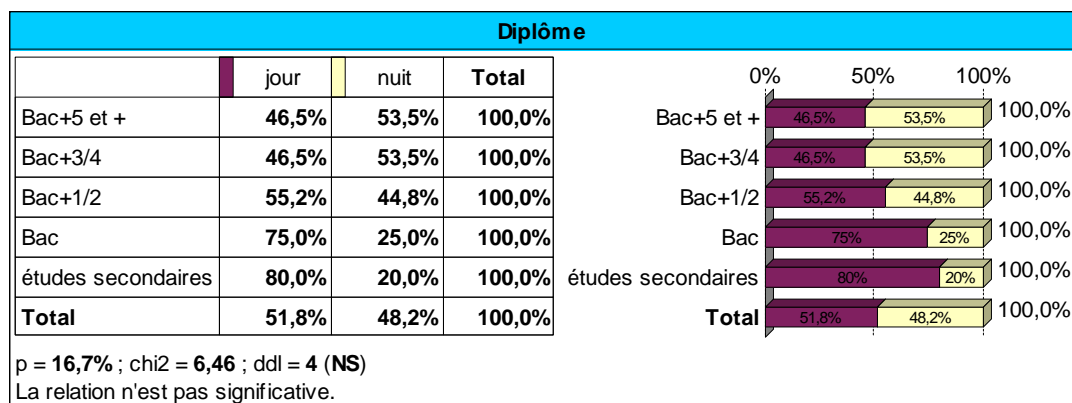 Diplôme
jour nuit Total
Bac+5 et + 46,5% 53,5% 100,0%
Bac+3/4 46,5% 53,5% 100,0%
Bac+1/2 55,2% 44,8% 100,0%
Bac 75,0% 25,0% 100,0%
études secondaires 80,0% 20,0% 100,0%
Total 51,8% 48,2% 100,0%
0% 50% 100%
Bac+5 et + 46,5% 53,5% 100,0%
Bac+3/4 46,5% 53,5% 100,0%
Bac+1/2 55,2% 44,8% 100,0%
Bac 75% 25% 100,0%
études secondaires 80% 20% 100,0%
Total 51,8% 48,2% 100,0%
p = 16,7% ; chi2 = 6,46 ; ddl = 4 (NS)
La relation n'est pas significative.